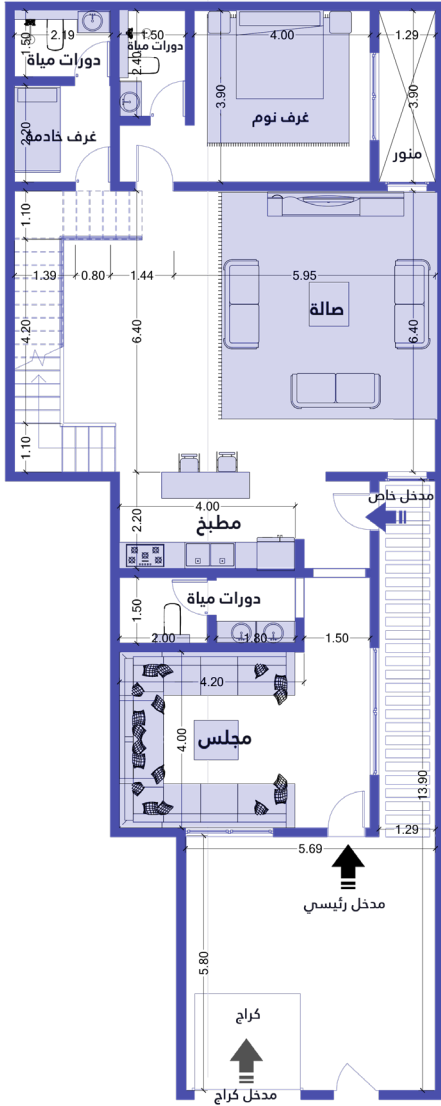 1.50
2.19
دورات مياة
1.50
دورات مياة
2.40
4.00
3.90
غرف نوم
1.29
3.90
منور
غرف خادمة
2.20
1.10
1.39
0.80
1.44
5.95
صالة
4.20
6.40
6.40
1.10
4.00
مطبخ
2.20
مدخل خاص
دورات مياة
1.50
2.00
1.80
1.50
4.20
4.00
مجلس
13.90
1.29
5.69
مدخل رئيسي
5.80
كراج
مدخل كراج